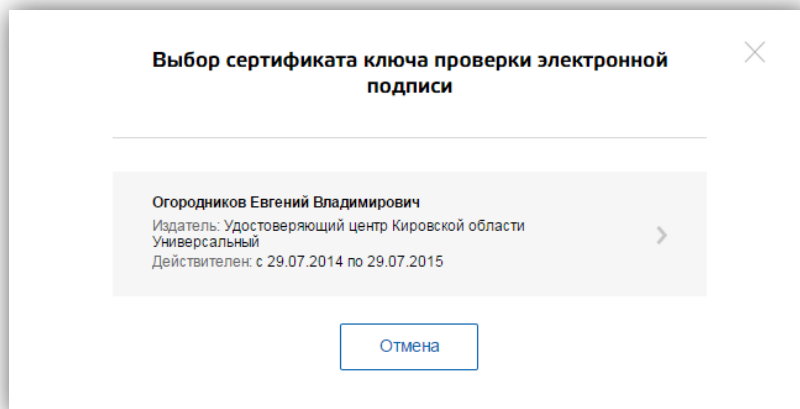 Выбор сертификата ключа проверки электронной
подписи
Огородников Евгений Владимирович
Издатель: Удостоверяющий центр Кировской области
Универсальный
Действителен: с 29.07.2014 по 29.07.2015
Отмена